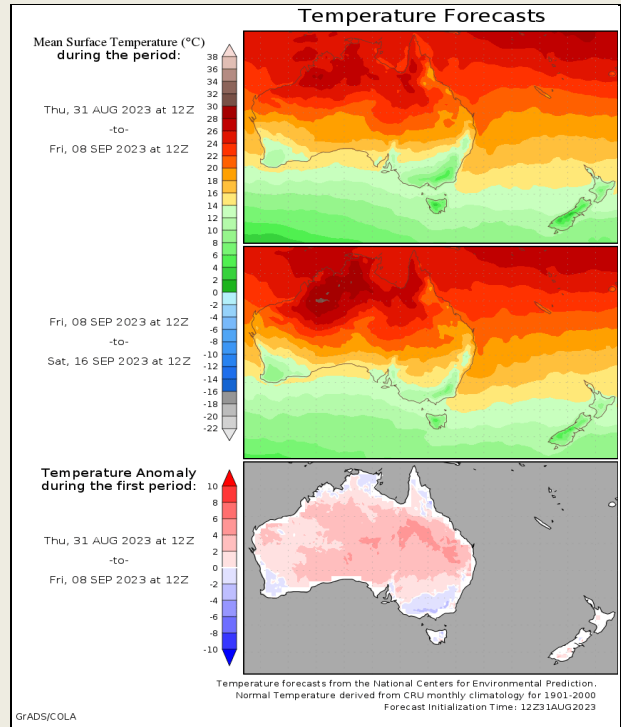 Temperature Forecasts
Mean Surface Temperature (°C)
during the period:
Thu, 31 AUG 2023 at 12Z
-to-
Fri, 08 SEP 2023 at 12Z
38
36
34
32
30
28
26
24
22
20
18
16
14
12
10
8
6
4
2
0
-2
-4
-6
-8
-10
-12
-14
-16
-18
-20
-22
Fri, 08 SEP 2023 at 12Z
-to-
Sat, 16 SEP 2023 at 12Z
Temperature Anomaly
during the first period:
Thu, 31 AUG 2023 at 12Z
-to-
Fri, 08 SEP 2023 at 12Z
10
8
6
4
2
0
-2
-4
-6
-8
-10
Temperature forecasts from the National Centers for Environmental Prediction.
Normal Temperature derived from CRU monthly climatology for 1901-2000
Forecast Initialization Time: 12Z31AUG2023
GrADS/COLA